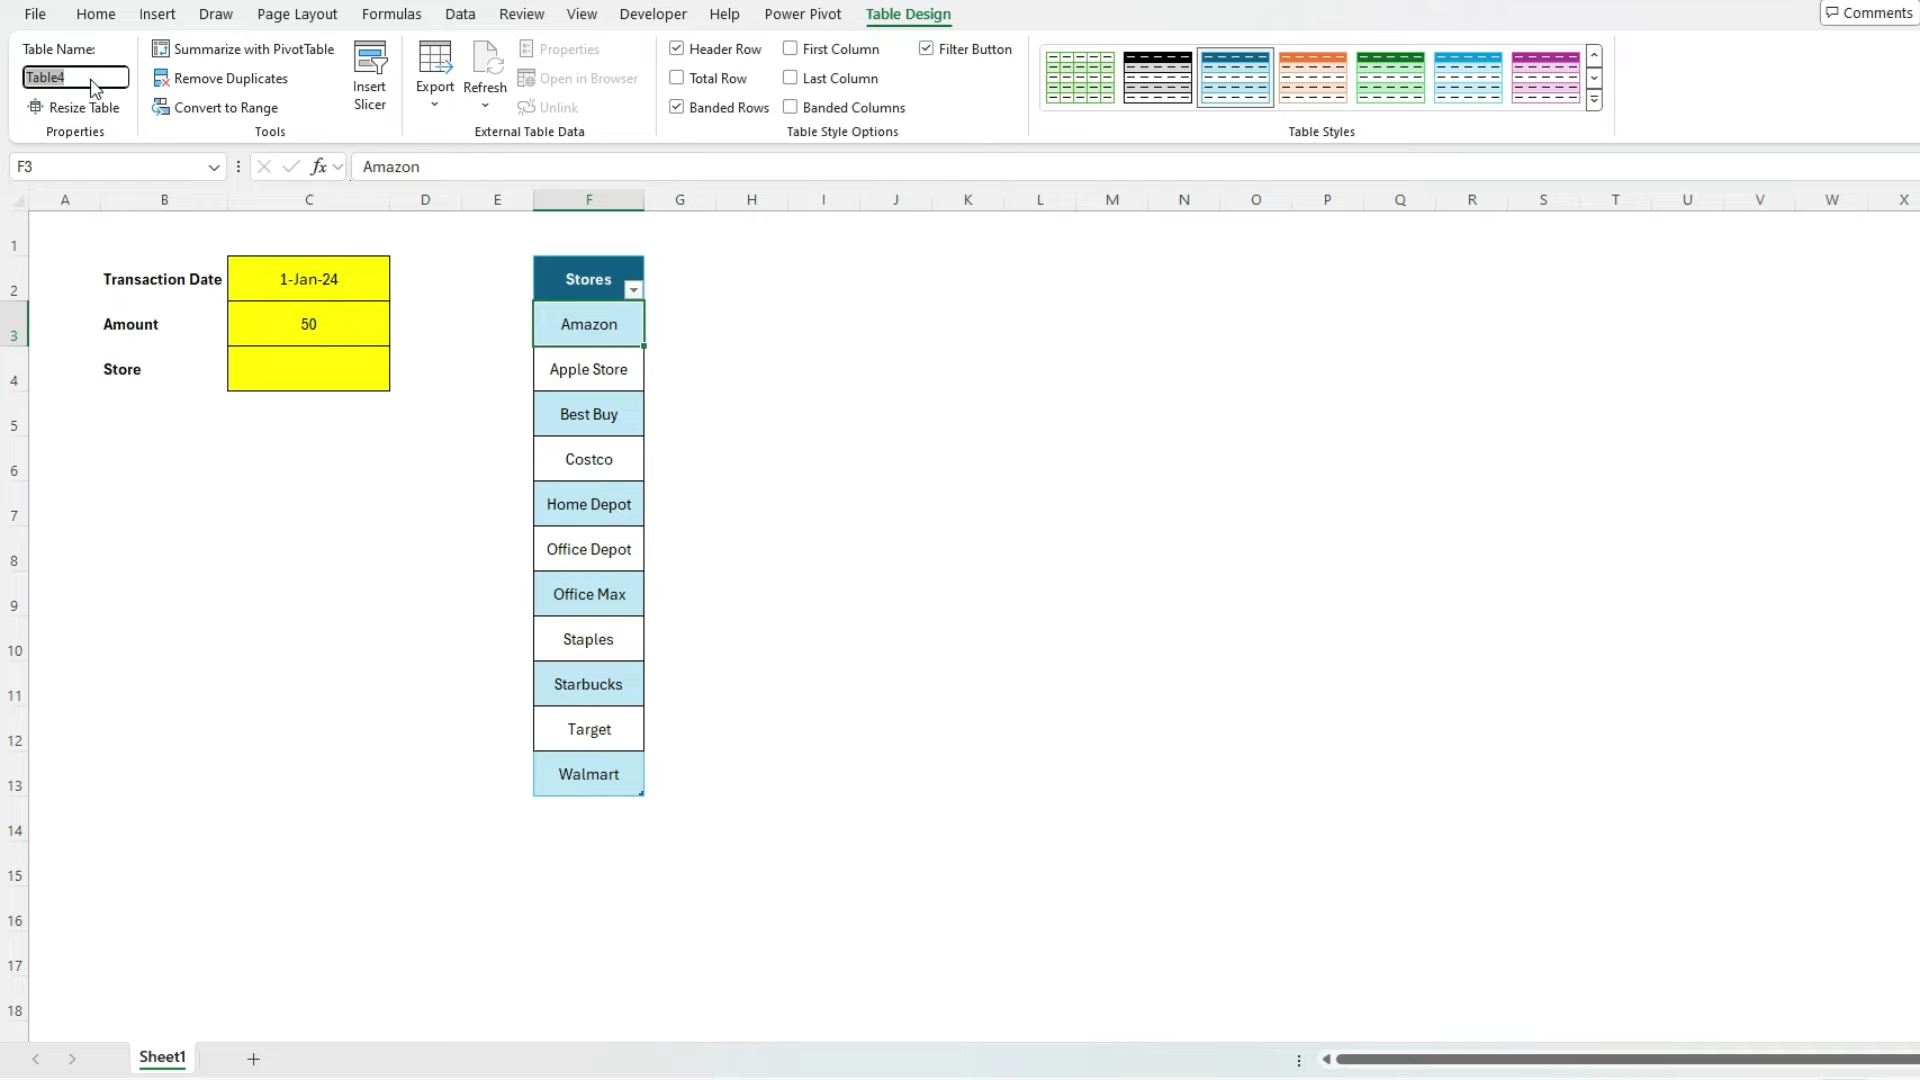 File Home Insert Draw Page Layout Formulas Data Review View Developer Help Power Pivot Table Design Comments
Table Name:
Table4
Resize Table
Properties
Summarize with PivotTable
Remove Duplicates
Convert to Range
Tools
Insert
Slicer
Export
Refresh
Properties
Open in Browser
Unlink
External Table Data
Header Row
Total Row
Banded Rows
First Column
Last Column
Banded Columns
Filter Button
Table Style Options
Table Styles
F3 fx Amazon
A B C D E F G H I J K L M N O P Q R S T U V W X
1
2 Transaction Date 1-Jan-24 Stores
3 Amount 50 Amazon
4 Store Apple Store
5 Best Buy
6 Costco
7 Home Depot
8 Office Depot
9 Office Max
10 Staples
11 Starbucks
12 Target
13 Walmart
14
15
16
17
18
Sheet1